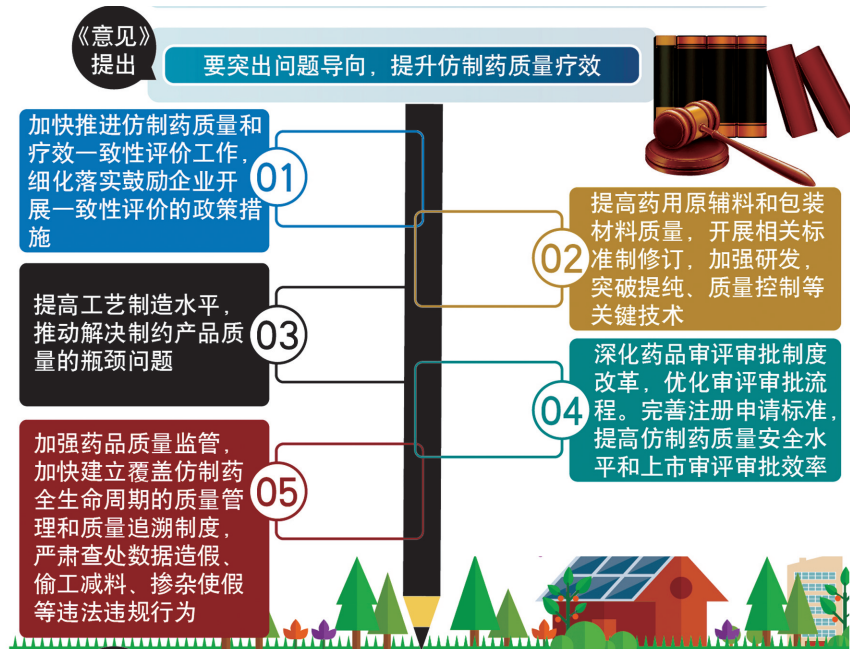 《意见》
提出
要突出问题导向，提升仿制药质量疗效
加快推进仿制药质量和
疗效一致性评价工作，
细化落实鼓励企业开
展一致性评价的政策措
施
01
提高药用原辅料和包装
材料质量，开展相关标
准制修订，加强研发，
突破提纯、质量控制等
关键技术
02
提高工艺制造水平，
推动解决制约产品质
量的瓶颈问题
03
深化药品审评审批制度
改革，优化审评审批流
程。完善注册申请标准，
提高仿制药质量安全水
平和上市审评审批效率
04
加强药品质量监管，
加快建立覆盖仿制药
全生命周期的质量管
理和质量追溯制度，
严肃查处数据造假、
偷工减料、掺杂使假
等违法违规行为
05